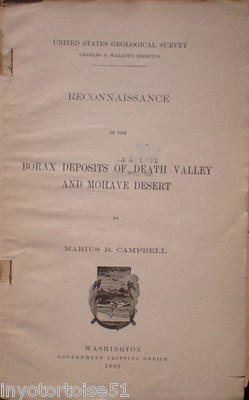 UNITED STATES GEOLOGICAL SURVEY
CHARLES D. WALCOTT, DIRECTOR
RECONNAISSANCE
OF THE
BORAX DEPOSITS OF DEATH VALLEY
AND MOHAVE DESERT
BY
MARIUS R. CAMPBELL
WASHINGTON
GOVERNMENT PRINTING OFFICE
1902
inyotortoise51